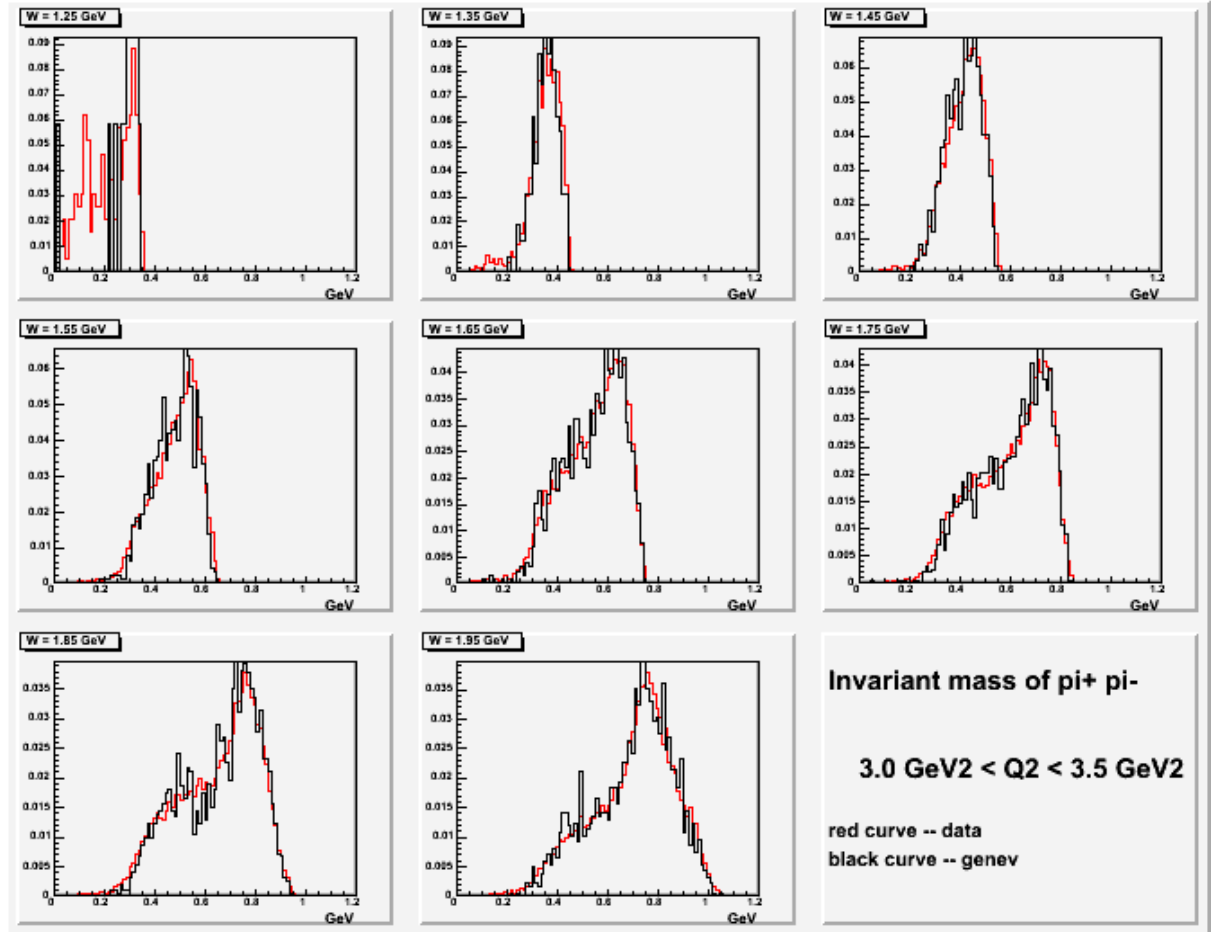 W = 1.25 GeV
0.09
0.08
0.07
0.06
0.05
0.04
0.03
0.02
0.01
0
0 0.2 0.4 0.6 0.8 1 1.2
GeV
W = 1.35 GeV
0.09
0.08
0.07
0.06
0.05
0.04
0.03
0.02
0.01
0
0 0.2 0.4 0.6 0.8 1 1.2
GeV
W = 1.45 GeV
0.06
0.05
0.04
0.03
0.02
0.01
0
0 0.2 0.4 0.6 0.8 1 1.2
GeV
W = 1.55 GeV
0.06
0.05
0.04
0.03
0.02
0.01
0
0 0.2 0.4 0.6 0.8 1 1.2
GeV
W = 1.65 GeV
0.04
0.035
0.03
0.025
0.02
0.015
0.01
0.005
0
0 0.2 0.4 0.6 0.8 1 1.2
GeV
W = 1.75 GeV
0.04
0.035
0.03
0.025
0.02
0.015
0.01
0.005
0
0 0.2 0.4 0.6 0.8 1 1.2
GeV
W = 1.85 GeV
0.035
0.03
0.025
0.02
0.015
0.01
0.005
0
0 0.2 0.4 0.6 0.8 1 1.2
GeV
W = 1.95 GeV
0.035
0.03
0.025
0.02
0.015
0.01
0.005
0
0 0.2 0.4 0.6 0.8 1 1.2
GeV
Invariant mass of pi+ pi-
3.0 GeV2 < Q2 < 3.5 GeV2
red curve -- data
black curve -- genev